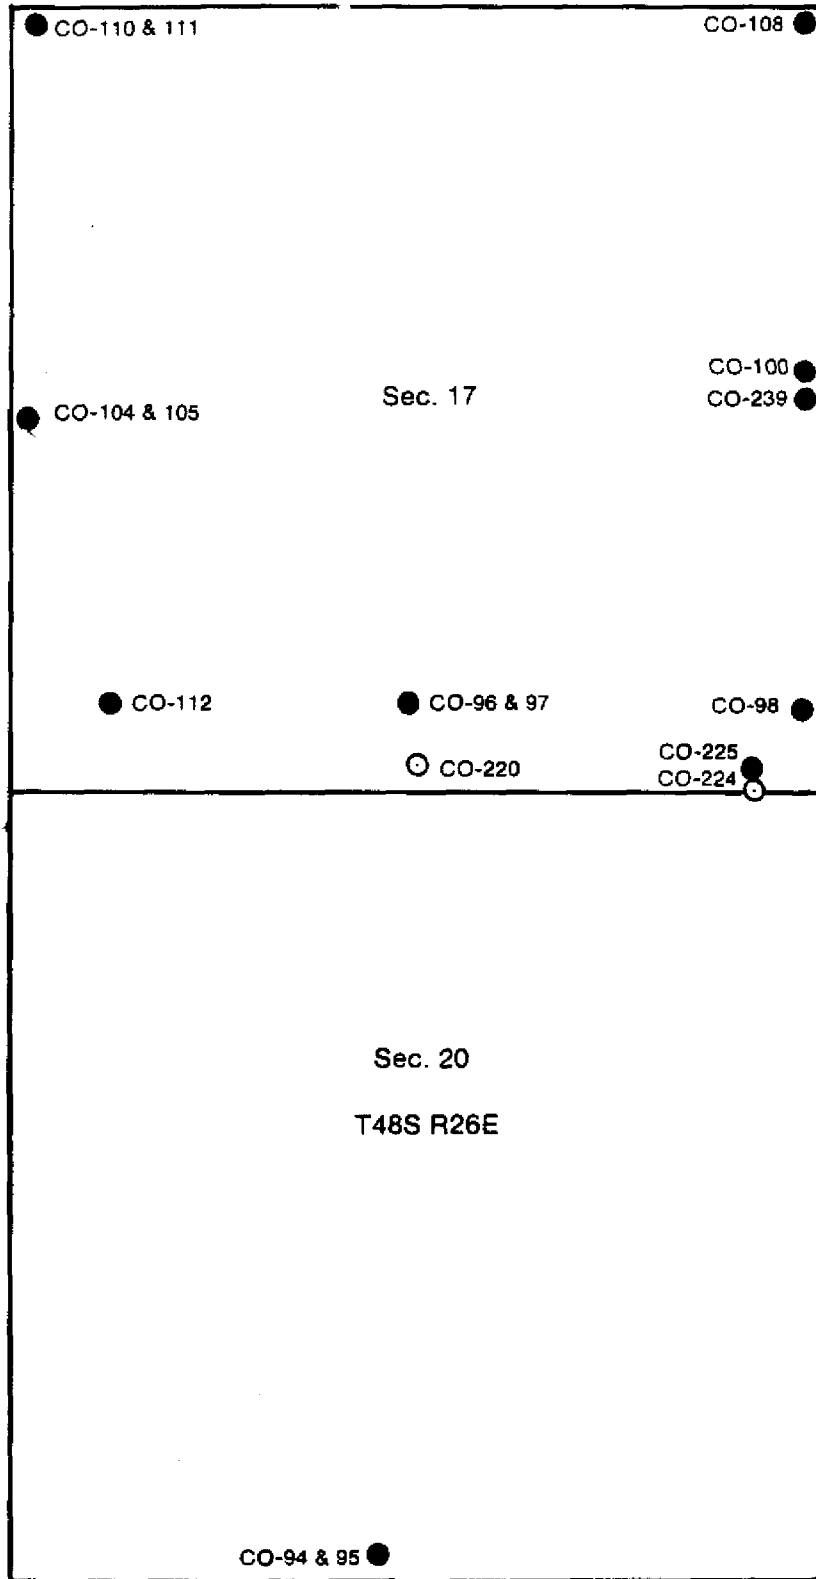 CO-110 & 111
CO-108
CO-100
Sec. 17
CO-239
CO-104 & 105
CO-112
CO-96 & 97
CO-98
CO-225
CO-220
CO-224
Sec. 20
T48S R26E
CO-94 & 95